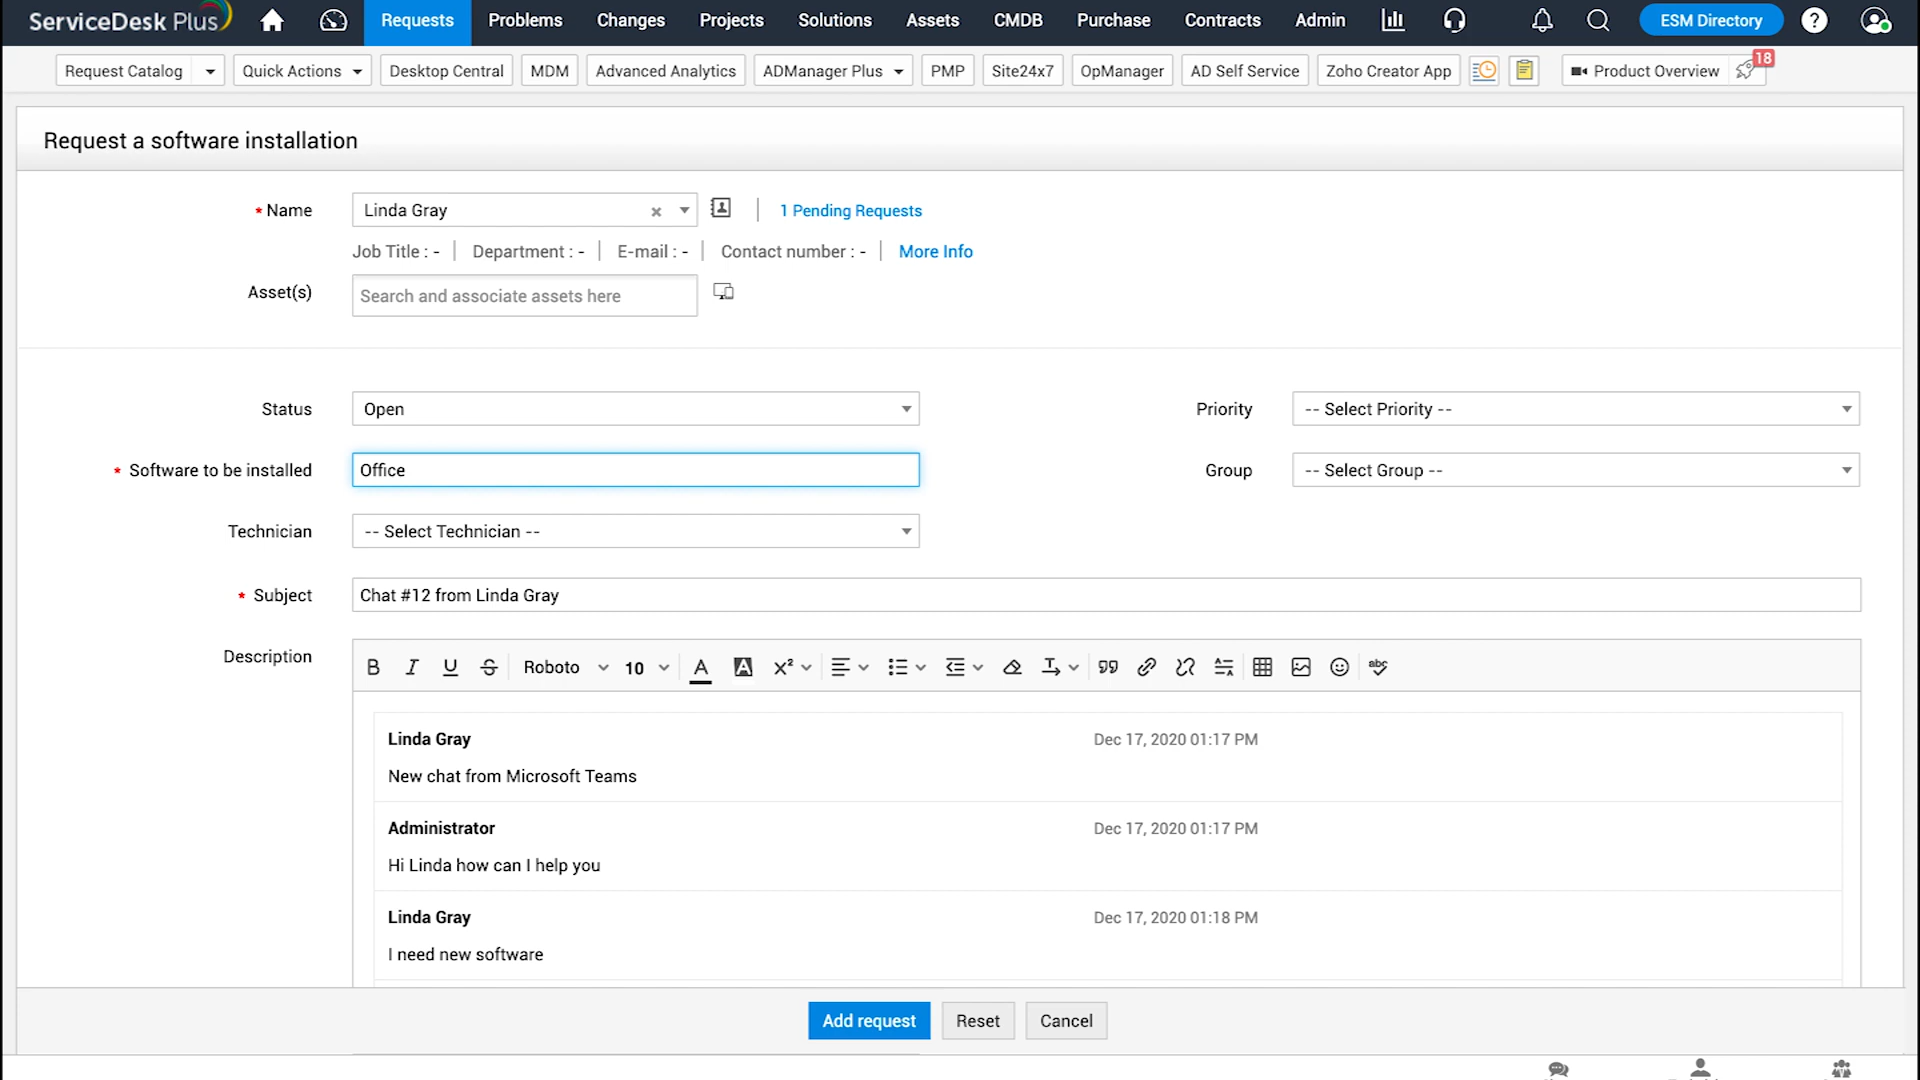 ServiceDesk Plus
Requests Problems Changes Projects Solutions Assets CMDB Purchase Contracts Admin ESM Directory ?
Request Catalog Quick Actions Desktop Central MDM Advanced Analytics ADManager Plus PMP Site24x7 OpManager AD Self Service Zoho Creator App Product Overview 18
Request a software installation
* Name Linda Gray × 1 Pending Requests
Job Title : - Department : - E-mail : - Contact number : - More Info
Asset(s) Search and associate assets here
Status Open Priority -- Select Priority --
* Software to be installed Office Group -- Select Group --
Technician -- Select Technician --
* Subject Chat #12 from Linda Gray
Description B I U S Roboto 10 A A X² abc
Linda Gray Dec 17, 2020 01:17 PM
New chat from Microsoft Teams
Administrator Dec 17, 2020 01:17 PM
Hi Linda how can I help you
Linda Gray Dec 17, 2020 01:18 PM
I need new software
Add request Reset Cancel